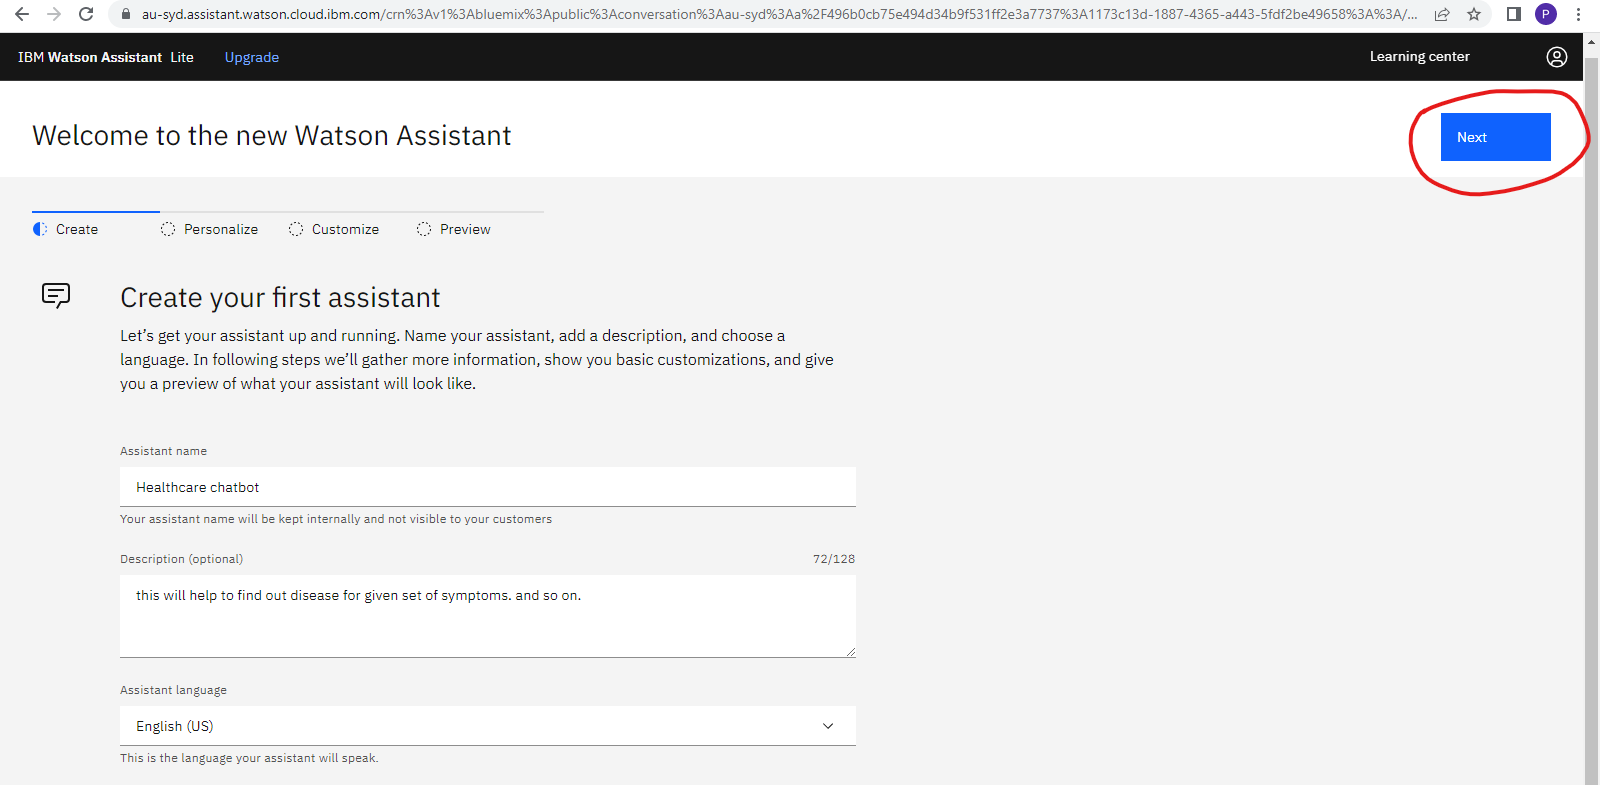 au-syd.assistant.watson.cloud.ibm.com/crn%3Av1%3Abluemix%3Apublic%3Aconversation%3Aau-syd%3Aa%2F496b0cb75e494d34b9f531ff2e3a7737%3A1173c13d-1887-4365-a443-5fdf2be49658%3A%3A/...
P
IBM Watson Assistant Lite
Upgrade
Learning center
Welcome to the new Watson Assistant
Next
Create
Personalize
Customize
Preview
Create your first assistant
Let’s get your assistant up and running. Name your assistant, add a description, and choose a
language. In following steps we’ll gather more information, show you basic customizations, and give
you a preview of what your assistant will look like.
Assistant name
Healthcare chatbot
Your assistant name will be kept internally and not visible to your customers
Description (optional)
72/128
this will help to find out disease for given set of symptoms. and so on.
Assistant language
English (US)
This is the language your assistant will speak.